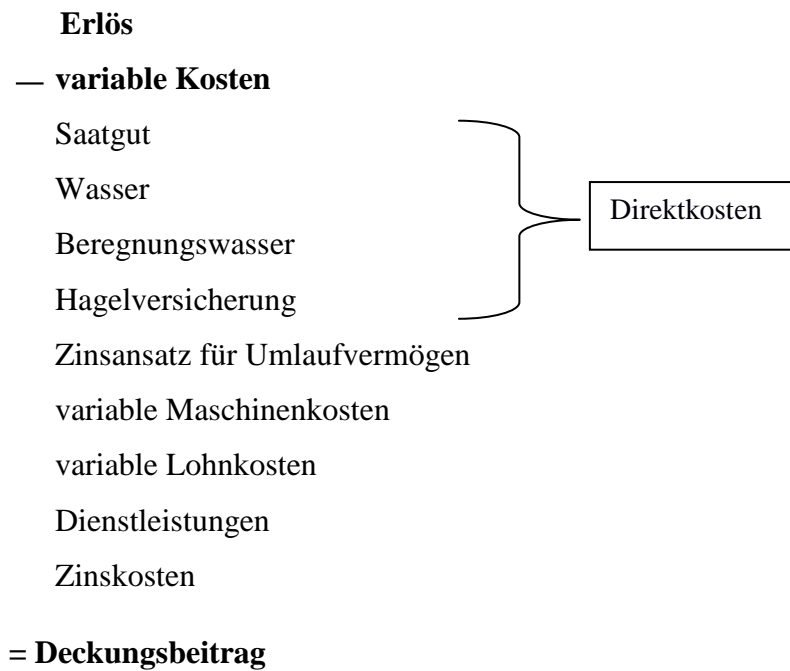 Erlös
— variable Kosten
Saatgut
Wasser
Beregnungswasser
Hagelversicherung
Direktkosten
Zinsansatz für Umlaufvermögen
variable Maschinenkosten
variable Lohnkosten
Dienstleistungen
Zinskosten
= Deckungsbeitrag